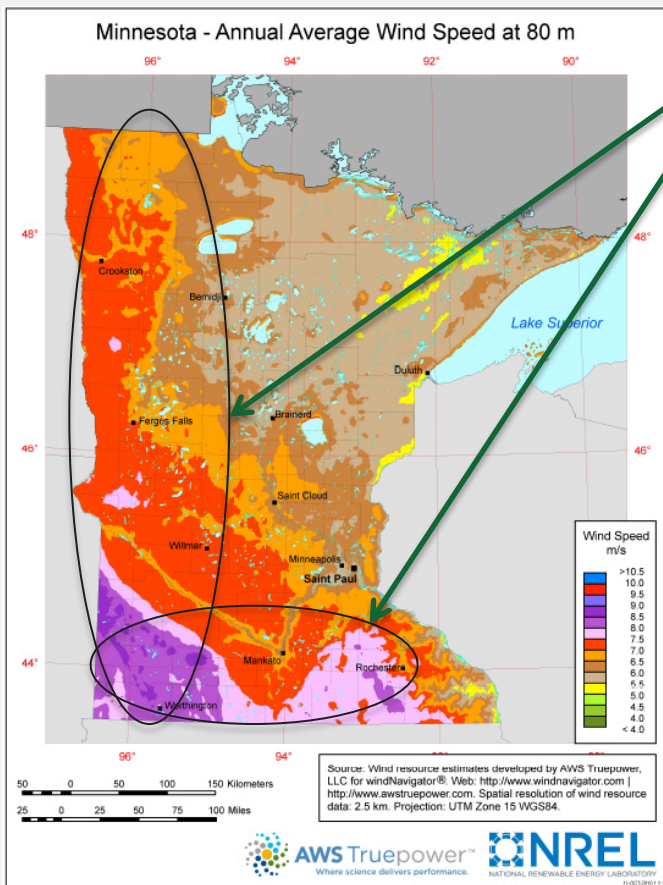 Minnesota - Annual Average Wind Speed at 80 m
96°
94°
92°
90°
48°
48°
Crookston
Bemidji
Lake Superior
Duluth
Fergus Falls
Brainerd
46°
46°
Saint Cloud
Willmar
Minneapolis
Saint Paul
Wind Speed
m/s
>10.5
10.0
9.5
9.0
8.5
8.0
7.5
7.0
6.5
6.0
5.5
5.0
4.5
4.0
< 4.0
44°
44°
Mankato
Rochester
Worthington
96°
94°
92°
50 0 50 100 150 Kilometers
25 0 25 50 75 100 Miles
Source: Wind resource estimates developed by AWS Truepower,
LLC for windNavigator®. Web: http://www.windnavigator.com |
http://www.awstruepower.com. Spatial resolution of wind resource
data: 2.5 km. Projection: UTM Zone 15 WGS84.
AWS Truepower™
Where science delivers performance.
NREL
NATIONAL RENEWABLE ENERGY LABORATORY